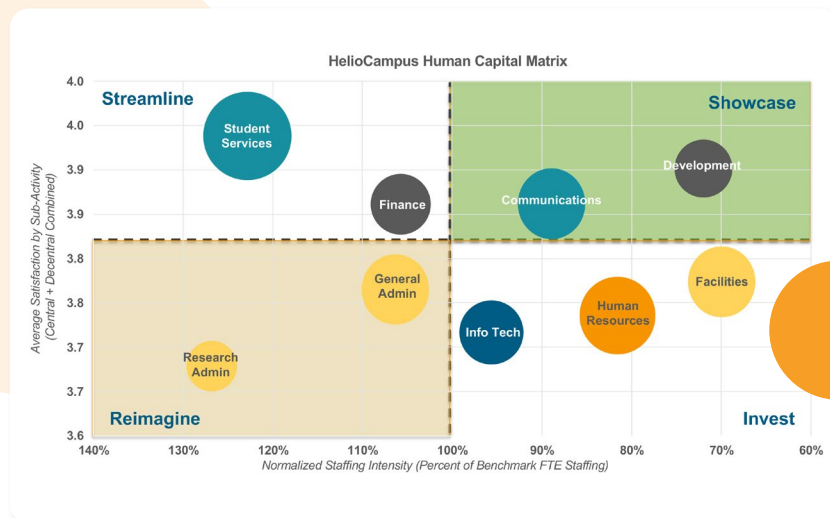 HelioCampus Human Capital Matrix
4.0
Streamline
Showcase
4.0
Student
Services
3.9
Development
Finance
Communications
3.9
Average Satisfaction by Sub-Activity
(Central + Decentral Combined)
3.8
General
Admin
Facilities
3.8
Human
Resources
Info Tech
3.7
Research
Admin
3.7
Reimagine
Invest
3.6
140%
130%
120%
110%
100%
90%
80%
70%
60%
Normalized Staffing Intensity (Percent of Benchmark FTE Staffing)